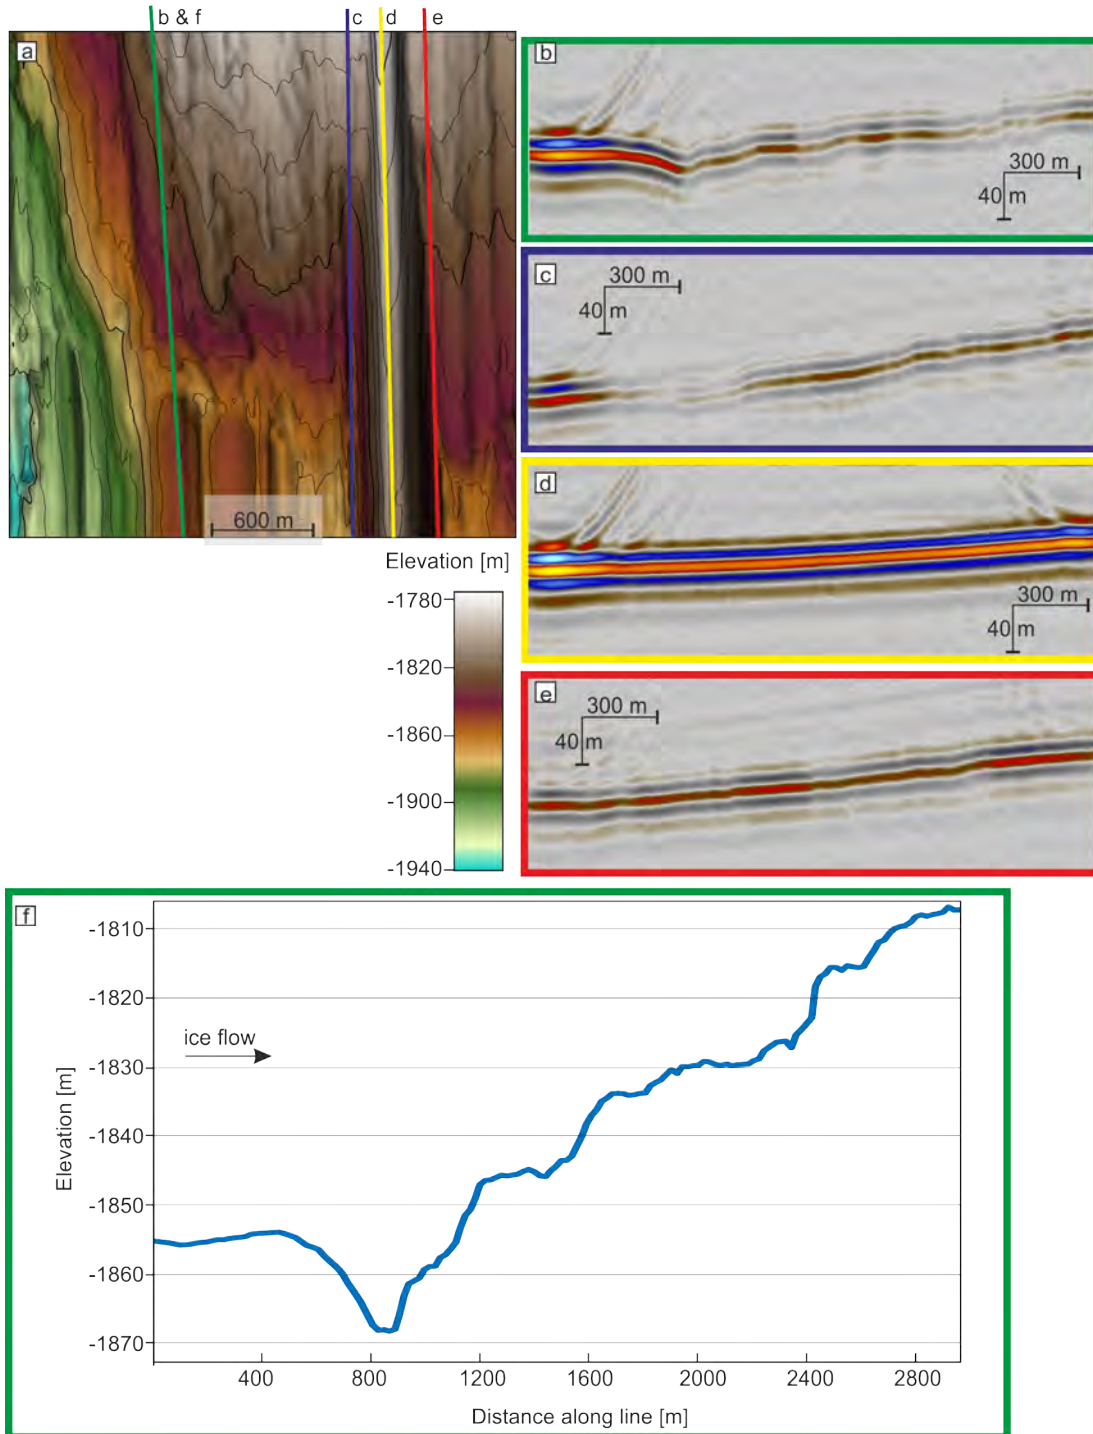 b & f
c
d
e
a
600 m
Elevation [m]
-1780
-1820
-1860
-1900
-1940
b
300 m
40 m
c
300 m
40 m
d
300 m
40 m
e
300 m
40 m
f
-1810
-1820
-1830
-1840
-1850
-1860
-1870
Elevation [m]
ice flow
400
800
1200
1600
2000
2400
2800
Distance along line [m]